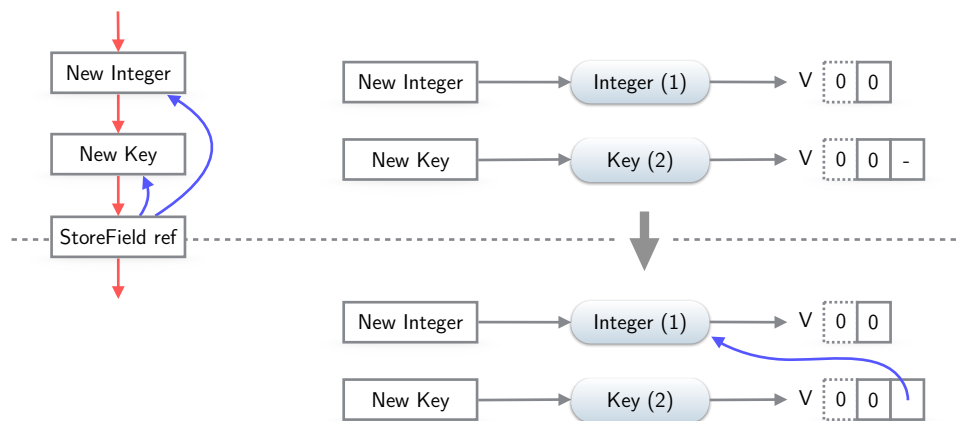 New Integer
New Key
StoreField ref
New Integer Integer (1) V 0 0
New Key Key (2) V 0 0 -
New Integer Integer (1) V 0 0
New Key Key (2) V 0 0